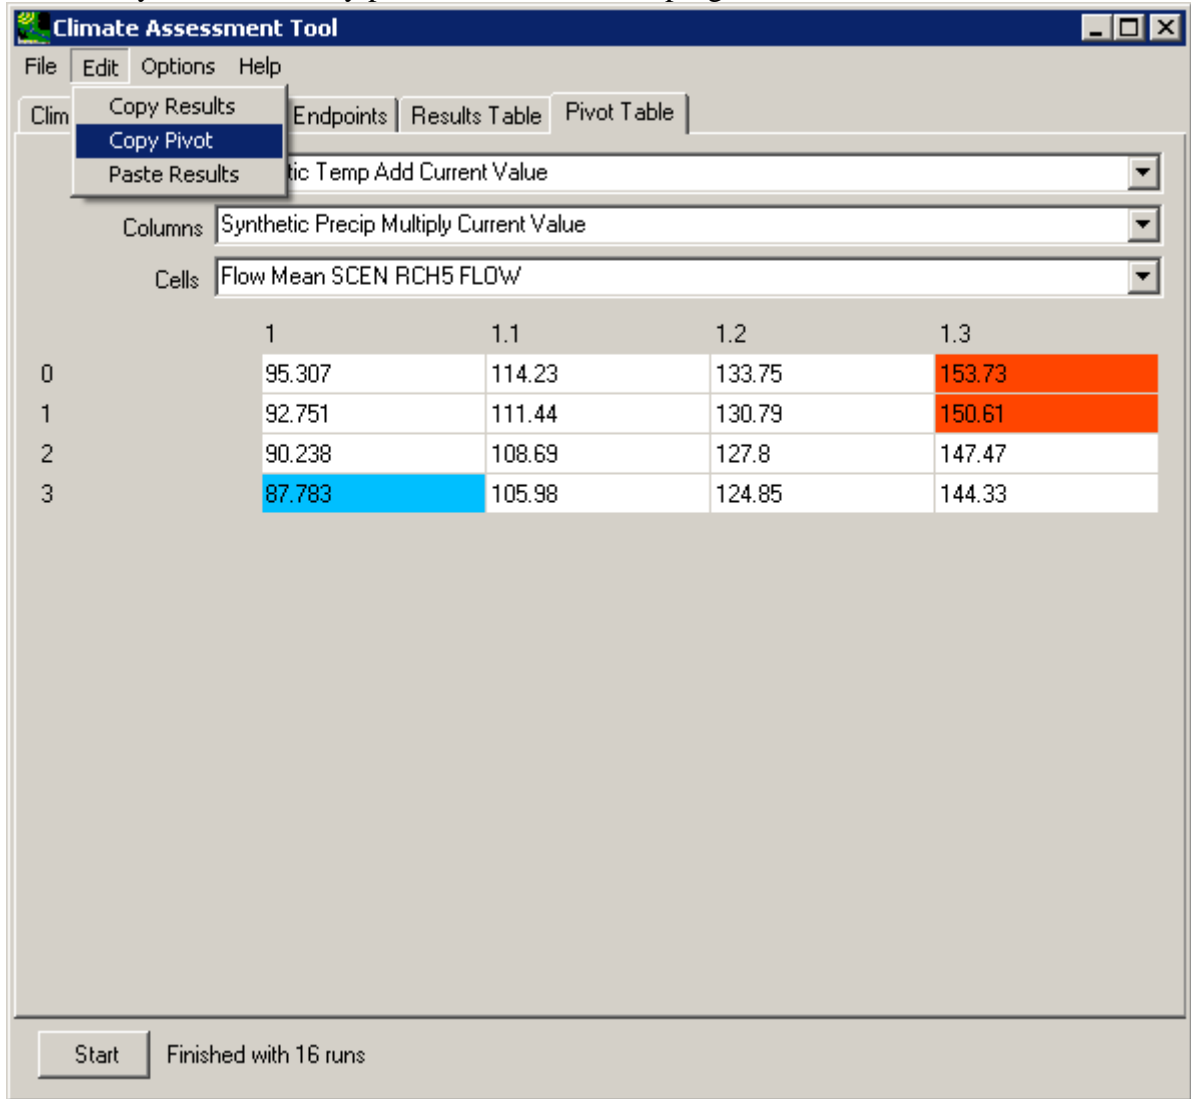 Climate Assessment Tool
File Edit Options Help
Copy Results
Copy Pivot
Paste Results
Clim Endpoints Results Table Pivot Table
tic Temp Add Current Value
Columns Synthetic Precip Multiply Current Value
Cells Flow Mean SCEN RCH5 FLOW
1 1.1 1.2 1.3
0 95.307 114.23 133.75 153.73
1 92.751 111.44 130.79 150.61
2 90.238 108.69 127.8 147.47
3 87.783 105.98 124.85 144.33
Start Finished with 16 runs